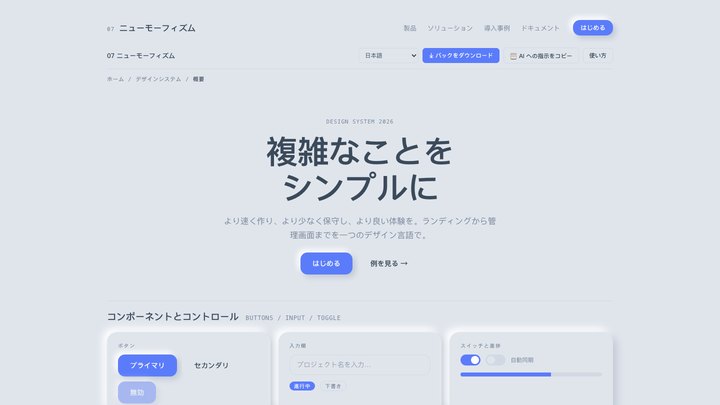 07 ニューモーフィズム
製品 ソリューション 導入事例 ドキュメント はじめる
07 ニューモーフィズム
日本語 パックをダウンロード AI への指示をコピー 使い方
ホーム / デザインシステム / 概要
DESIGN SYSTEM 2026
複雑なことを
シンプルに
より速く作り、より少なく保守し、より良い体験を。ランディングから管
理画面までを一つのデザイン言語で。
はじめる 例を見る →
コンポーネントとコントロール BUTTONS / INPUT / TOGGLE
ボタン
プライマリ セカンダリ
無効
入力欄
プロジェクト名を入力...
進行中 下書き
スイッチと進捗
自動同期